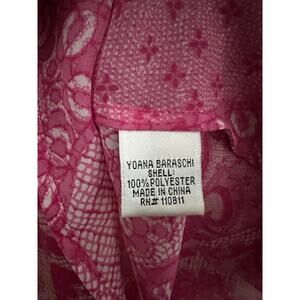 YOANA BARASCHI
SHELL:
100% POLYESTER
MADE IN CHINA
RN# 110811